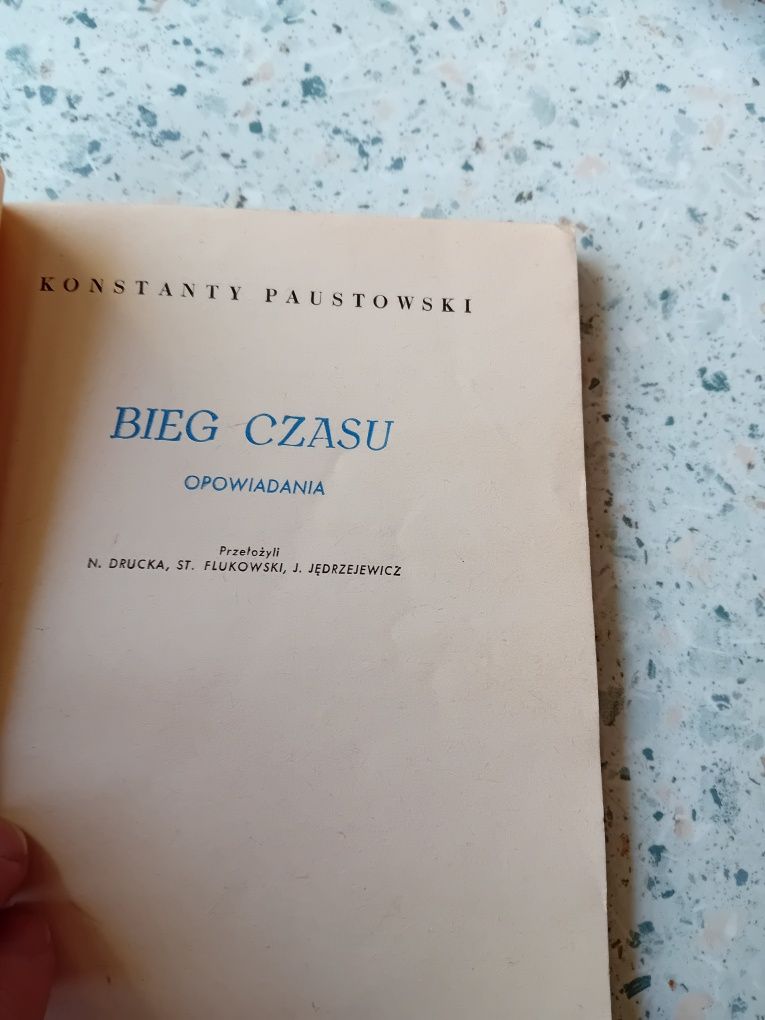 KONSTANTY PAUSTOWSKI
BIEG CZASU
OPOWIADANIA
Przełożyli
N. DRUCKA, ST. FLUKOWSKI, J. JĘDRZEJEWICZ